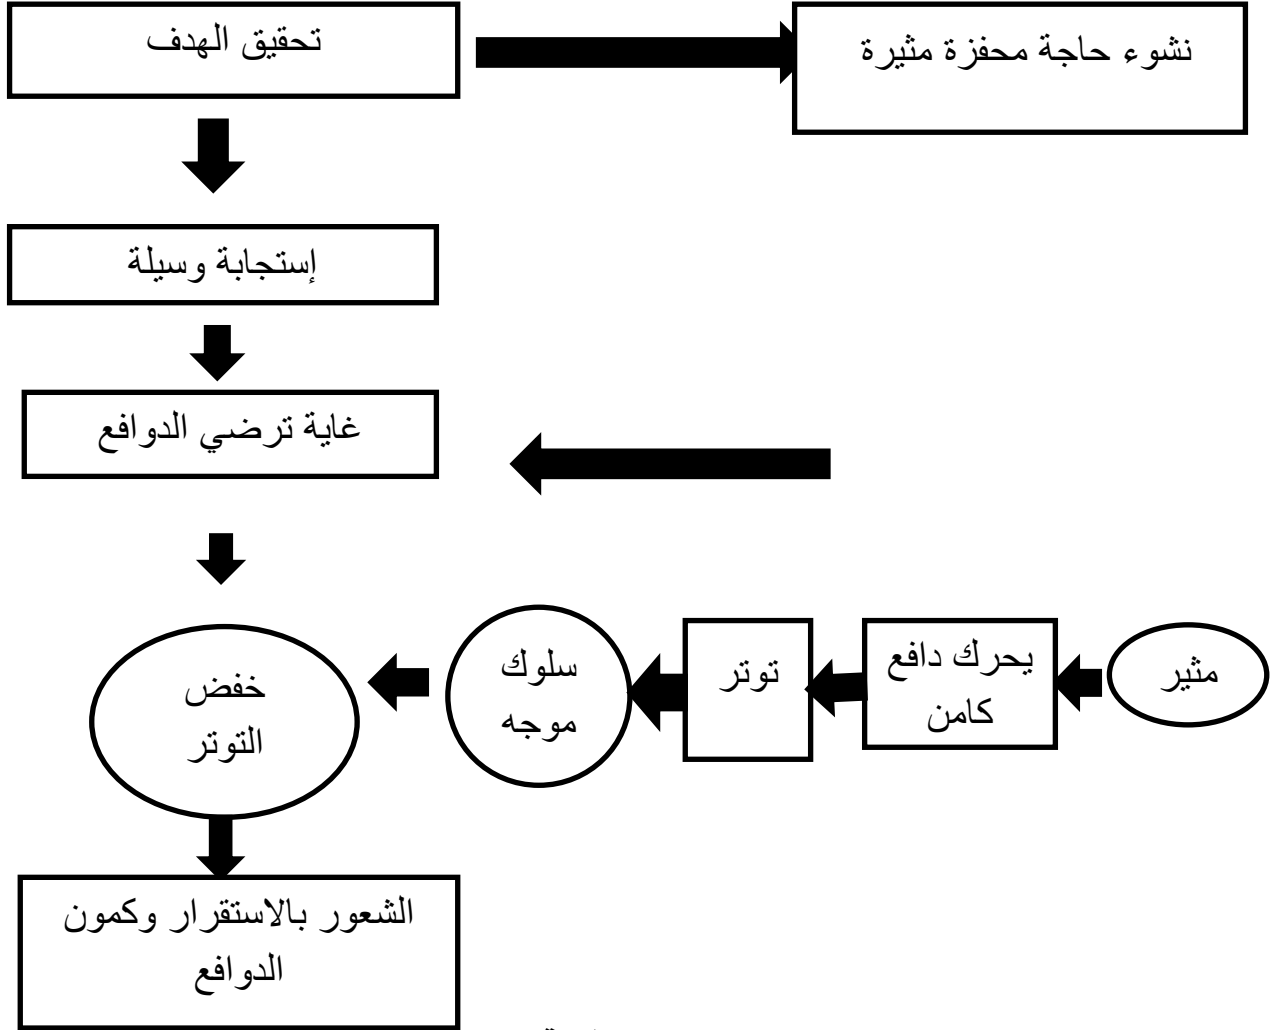 نشوء حاجة محفزة مثيرة
تحقيق الهدف
إستجابة وسيلة
غاية ترضي الدوافع
مثير
يحرك دافع
كامن
توتر
سلوك
موجه
خفض
التوتر
الشعور بالاستقرار وكمون
الدوافع